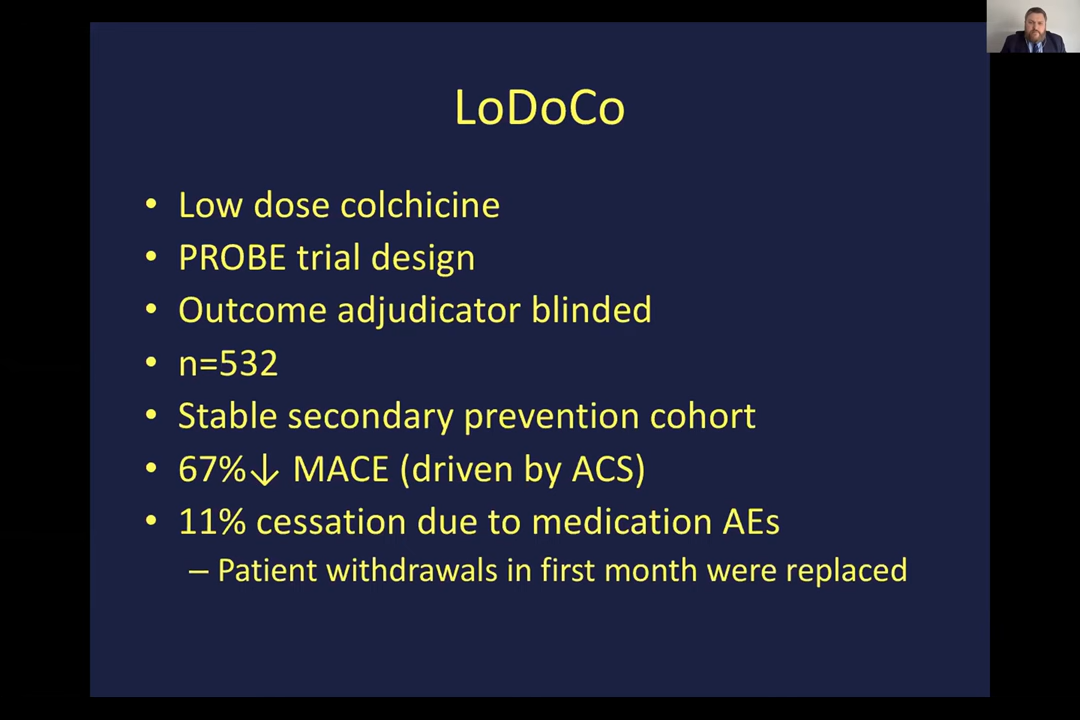 LoDoCo
• Low dose colchicine
• PROBE trial design
• Outcome adjudicator blinded
• n=532
• Stable secondary prevention cohort
• 67%↓ MACE (driven by ACS)
• 11% cessation due to medication AEs
– Patient withdrawals in first month were replaced